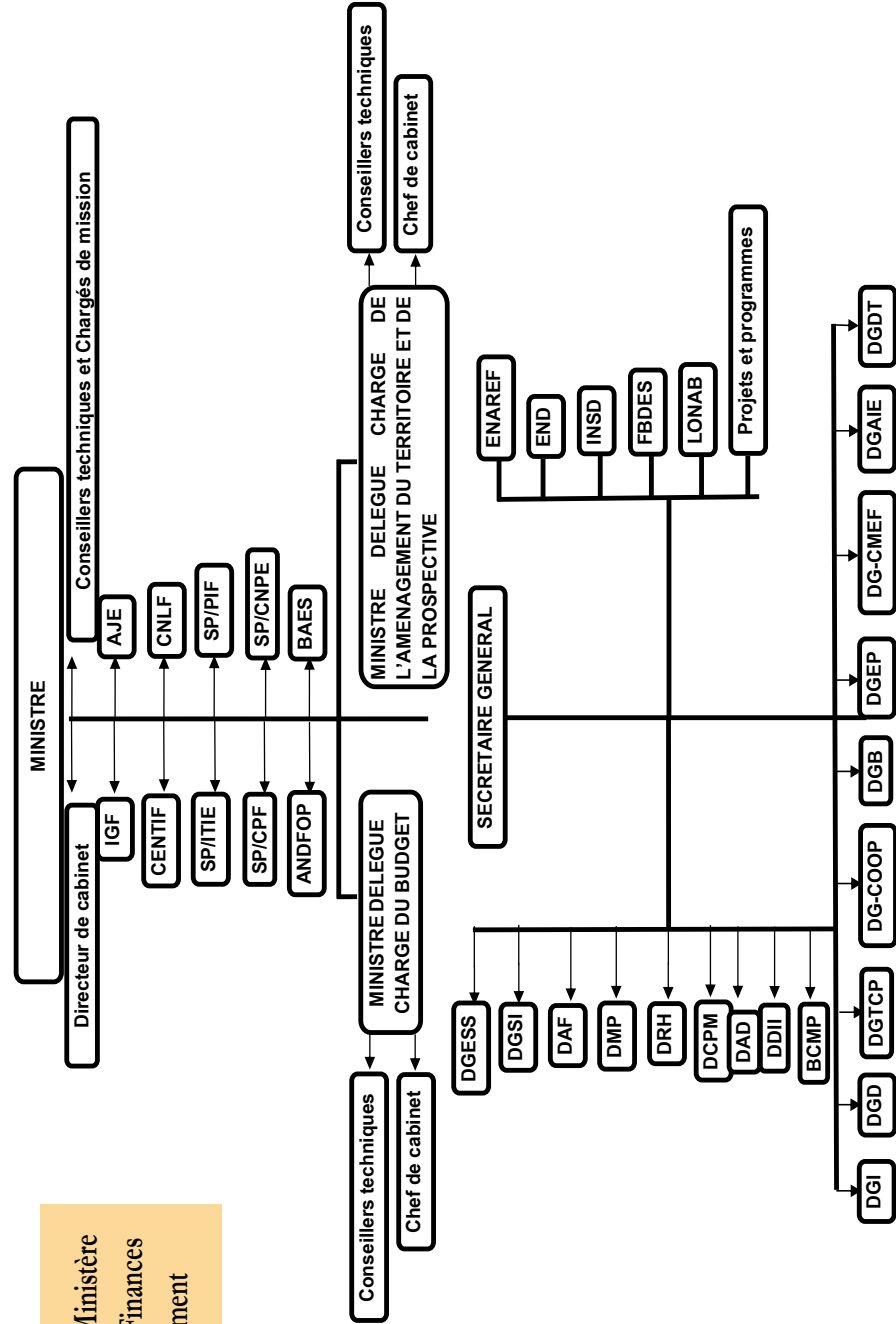 Ministère
Finances
MINISTRE
Directeur de cabinet
Conseillers techniques et Chargés de mission
IGF
AJE
CENTIF
CNLF
SP/ITIE
SP/PIF
SP/CPF
SP/CNPE
ANDFOP
BAES
MINISTRE DELEGUE
CHARGE DU BUDGET
MINISTRE DELEGUE CHARGE DE
L'AMENAGEMENT DU TERRITOIRE ET DE
LA PROSPECTIVE
Conseillers techniques
Chef de cabinet
Conseillers techniques
Chef de cabinet
SECRETAIRE GENERAL
DGESS
DGSI
DAF
DMP
DRH
DCPM
DAD
DDII
BCMP
ENAREF
END
INSD
FBDES
LONAB
Projets et programmes
DGI
DGD
DGTCP
DG-COOP
DGB
DGEP
DG-CMEF
DGAIE
DGDT